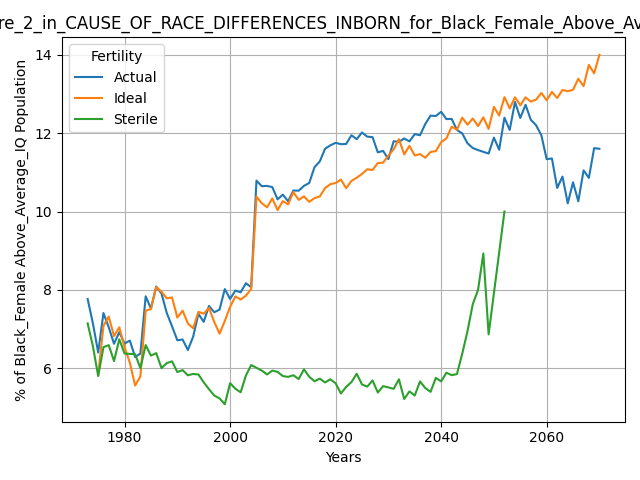 re_2_in_CAUSE_OF_RACE_DIFFERENCES_INBORN_for_Black_Female_Above_Av
Fertility
Actual
Ideal
Sterile
% of Black_Female Above_Average_IQ Population
14
12
10
8
6
1980
2000
2020
2040
2060
Years